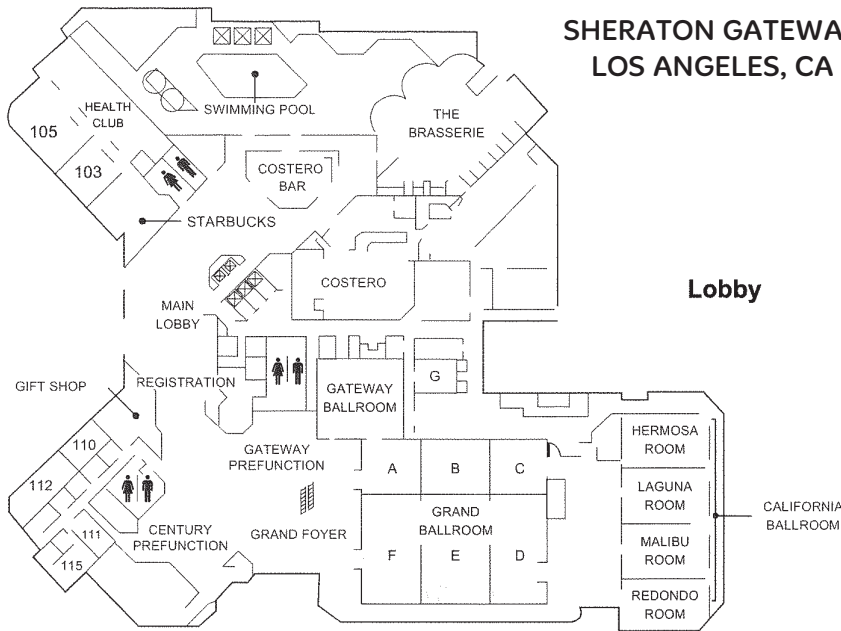 SHERATON GATEWA
LOS ANGELES, CA
Lobby
SWIMMING POOL
HEALTH
CLUB
105
103
THE
BRASSERIE
COSTERO
BAR
STARBUCKS
COSTERO
MAIN
LOBBY
GIFT SHOP
REGISTRATION
GATEWAY
BALLROOM
G
110
112
111
115
GATEWAY
PREFUNCTION
CENTURY
PREFUNCTION
GRAND FOYER
A
B
C
GRAND
BALLROOM
F
E
D
HERMOSA
ROOM
LAGUNA
ROOM
MALIBU
ROOM
REDONDO
ROOM
CALIFORNIA
BALLROOM